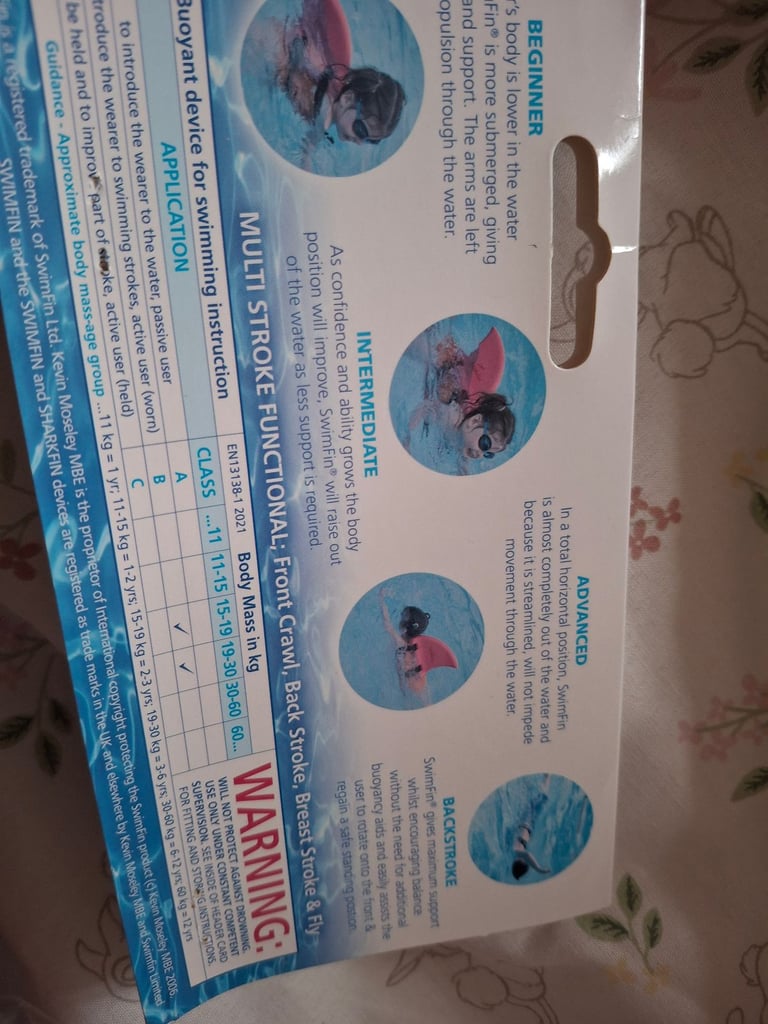 BEGINNER
r's body is lower in the water
Fin® is more submerged, giving
and support. The arms are left
opulsion through the water.
INTERMEDIATE
As confidence and ability grows the body
position will improve, SwimFin® will raise out
of the water as less support is required.
ADVANCED
In a total horizontal position, SwimFin
is almost completely out of the water and
because it is streamlined, will not impede
movement through the water.
BACKSTROKE
SwimFin® gives maximum support
whilst encouraging balance
without the need for additional
buoyancy aids and easily assists the
user to rotate onto the front &
regain a safe standing position
MULTI STROKE FUNCTIONAL; Front Crawl, Back Stroke, Breast Stroke & Fly
Buoyant device for swimming instruction
EN13138-1 2021 Body Mass in kg
APPLICATION CLASS ...11 11-15 15-19 19-30 30-60 60...
to introduce the wearer to the water, passive user A ✓ ✓
troduce the wearer to swimming strokes, active user (worn) B
be held and to improve part of stroke, active user (held) C
WARNING:
WILL NOT PROTECT AGAINST DROWNING
USE ONLY UNDER CONSTANT COMPETENT
SUPERVISION. SEE INSIDE OF HEADER CARD
FOR FITTING AND STORING INSTRUCTIONS.
Guidance - Approximate body mass-age group ...11 kg = 1 yr; 11-15 kg = 1-2 yrs; 15-19 kg = 2-3 yrs; 19-30 kg = 3-6 yrs; 30-60 kg = 6-12 yrs; 60 kg = 12 yrs
is a registered trademark of SwimFin Ltd. Kevin Moseley MBE is the proprietor of International copyright protecting the SwimFin product (c) Kevin Moseley MBE 2006.
SWIMFIN and the SWIMFIN and SHARKFIN devices are registered as trade marks in the UK and elsewhere by Kevin Moseley MBE and Swimfin Limited